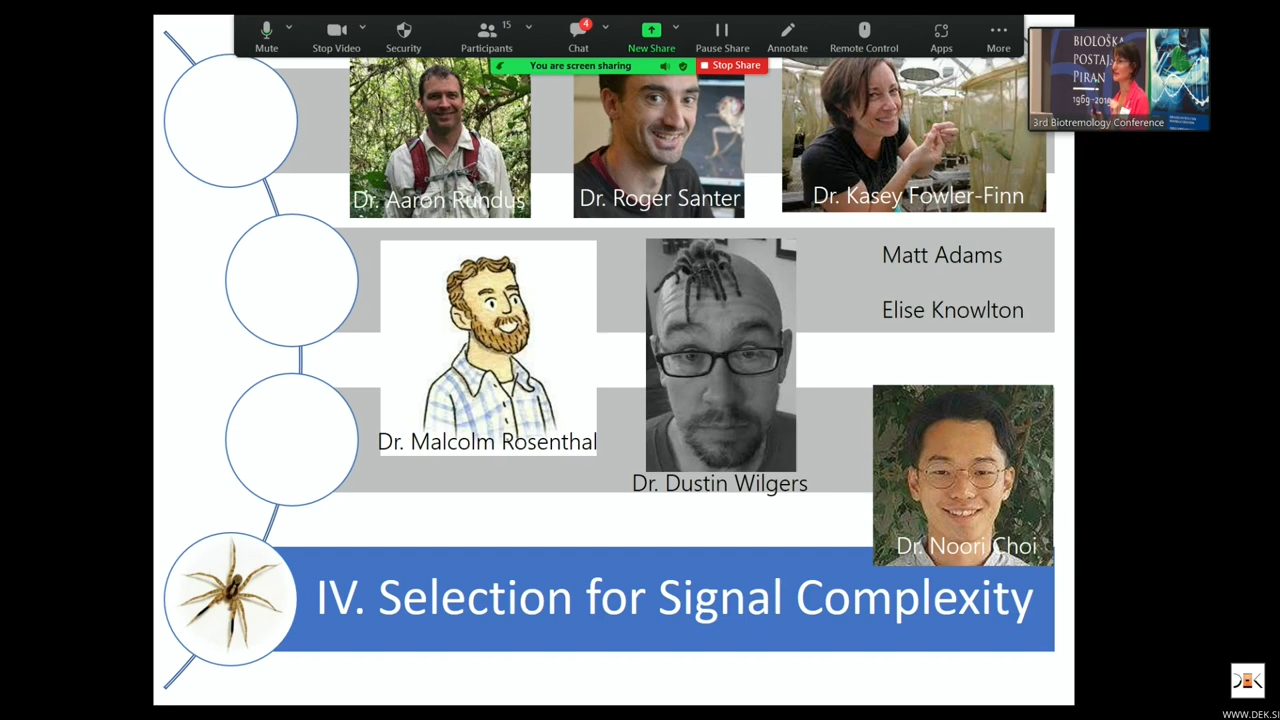 15
4
Mute
Stop Video
Security
Participants
Chat
New Share
Pause Share
Annotate
Remote Control
Apps
More
You are screen sharing
Stop Share
BIOLOŠKA
POSTAJ
PIRAN
1969-2019
3rd Biotremology Conference
Dr. Aaron Rundus
Dr. Roger Santer
Dr. Kasey Fowler-Finn
Matt Adams
Elise Knowlton
Dr. Malcolm Rosenthal
Dr. Dustin Wilgers
Dr. Noori Choi
IV. Selection for Signal Complexity
DEK
WWW.DEK.SI